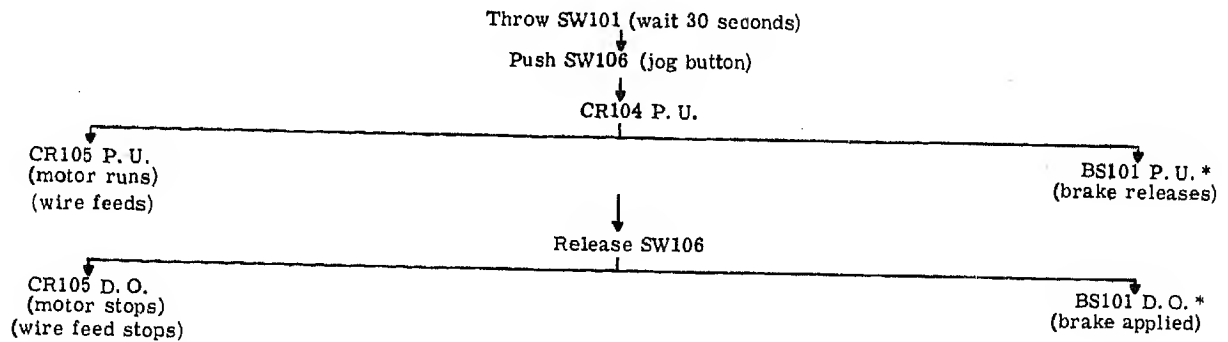 Throw SW101 (wait 30 seconds)
Push SW106 (jog button)
CR104 P. U.
CR105 P. U.
(motor runs)
(wire feeds)
BS101 P. U. *
(brake releases)
Release SW106
CR105 D. O.
(motor stops)
(wire feed stops)
BS101 D. O. *
(brake applied)